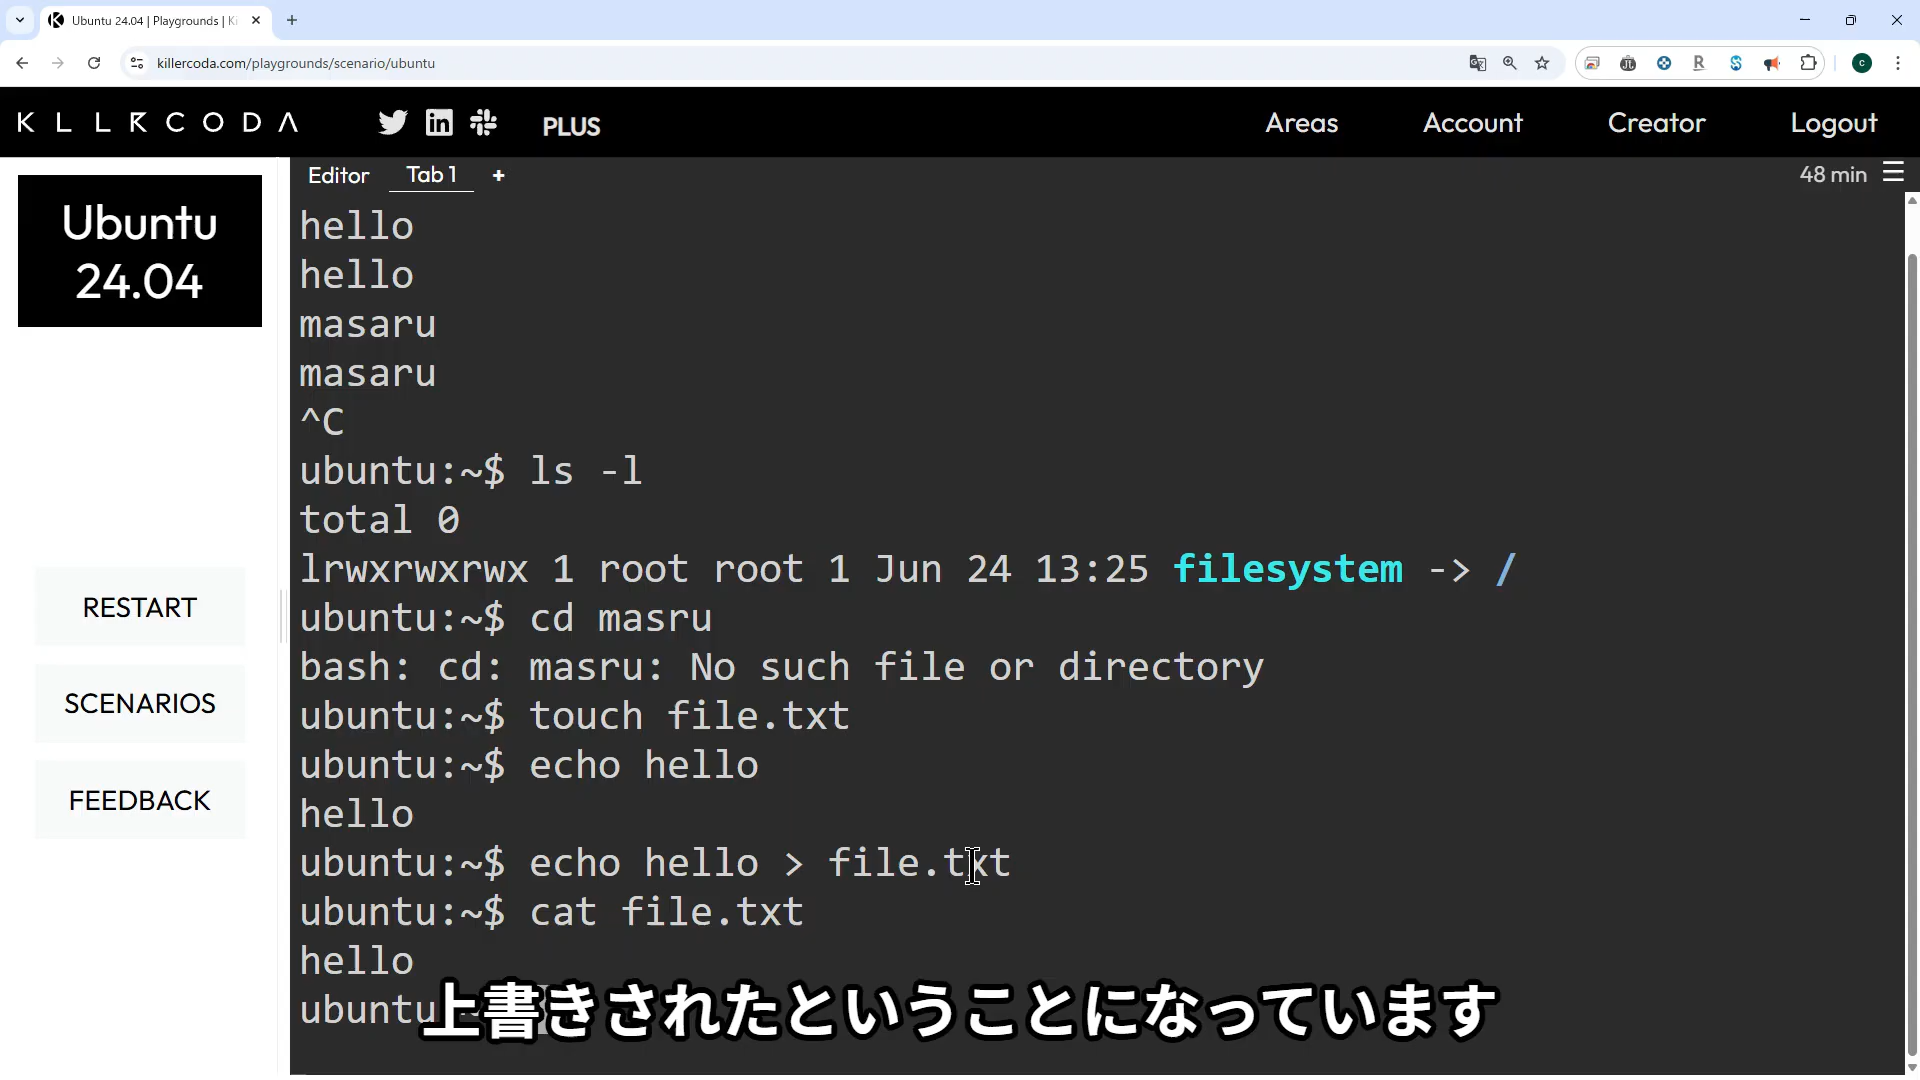 Ubuntu 24.04 | Playgrounds | Ki
killercoda.com/playgrounds/scenario/ubuntu
KLLRCODA
PLUS
Areas
Account
Creator
Logout
Editor
Tab 1
+
48 min
Ubuntu
24.04
RESTART
SCENARIOS
FEEDBACK
hello
hello
masaru
masaru
^C
ubuntu:~$ ls -l
total 0
lrwxrwxrwx 1 root root 1 Jun 24 13:25 filesystem -> /
ubuntu:~$ cd masru
bash: cd: masru: No such file or directory
ubuntu:~$ touch file.txt
ubuntu:~$ echo hello
hello
ubuntu:~$ echo hello > file.txt
ubuntu:~$ cat file.txt
hello
ubuntu
上書きされたということになっています